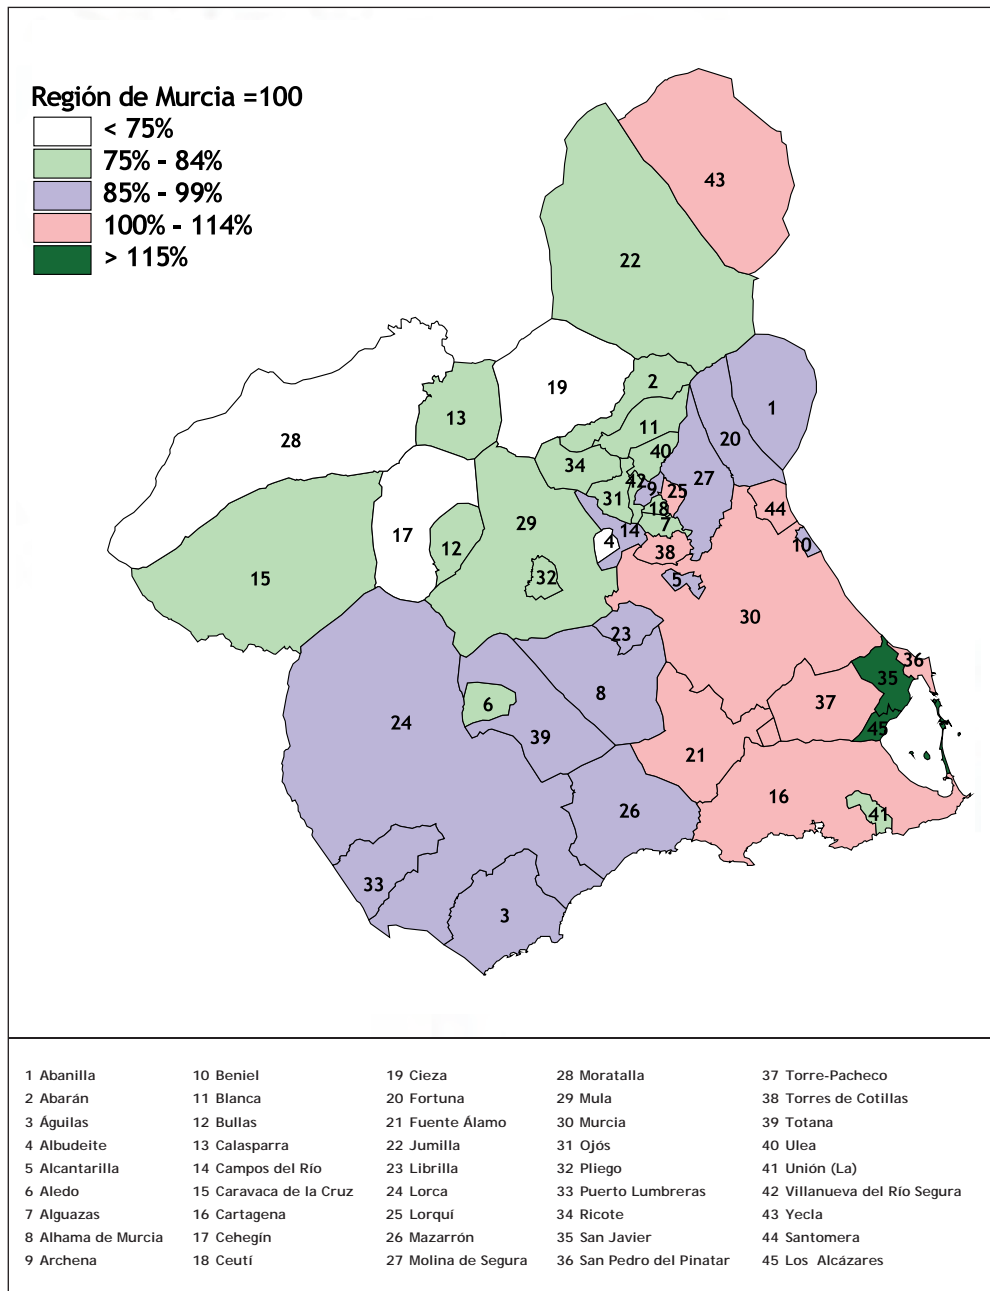 Región de Murcia =100
< 75%
75% - 84%
85% - 99%
100% - 114%
> 115%
43
22
19
2
13
1
28
11
20
40
34
27
42
9
25
31
18
44
29
7
14
17
4
10
12
38
15
32
5
30
23
36
35
8
6
37
24
45
39
21
16
26
41
33
3
1 Abanilla
2 Abarán
3 Águilas
4 Albudeite
5 Alcantarilla
6 Aledo
7 Alguazas
8 Alhama de Murcia
9 Archena
10 Beniel
11 Blanca
12 Bullas
13 Calasparra
14 Campos del Río
15 Caravaca de la Cruz
16 Cartagena
17 Cehegín
18 Ceutí
19 Cieza
20 Fortuna
21 Fuente Álamo
22 Jumilla
23 Librilla
24 Lorca
25 Lorquí
26 Mazarrón
27 Molina de Segura
28 Moratalla
29 Mula
30 Murcia
31 Ojós
32 Pliego
33 Puerto Lumbreras
34 Ricote
35 San Javier
36 San Pedro del Pinatar
37 Torre-Pacheco
38 Torres de Cotillas
39 Totana
40 Ulea
41 Unión (La)
42 Villanueva del Río Segura
43 Yecla
44 Santomera
45 Los Alcázares